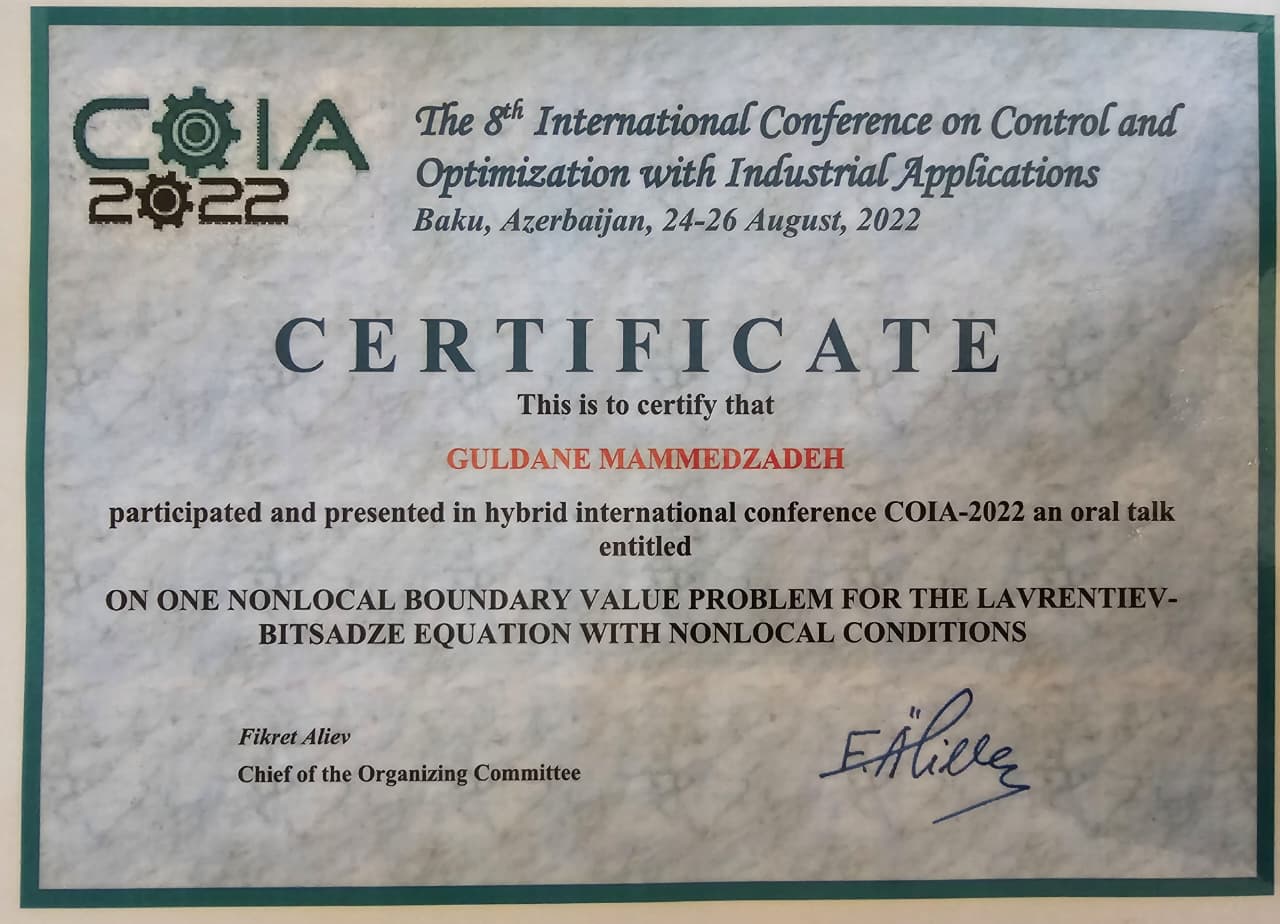 COIA
2022
The 8th International Conference on Control and
Optimization with Industrial Applications
Baku, Azerbaijan, 24-26 August, 2022
CERTIFICATE
This is to certify that
GULDANE MAMMEDZADEH
participated and presented in hybrid international conference COIA-2022 an oral talk
entitled
ON ONE NONLOCAL BOUNDARY VALUE PROBLEM FOR THE LAVRENTIEV-
BITSADZE EQUATION WITH NONLOCAL CONDITIONS
Fikret Aliev
Chief of the Organizing Committee